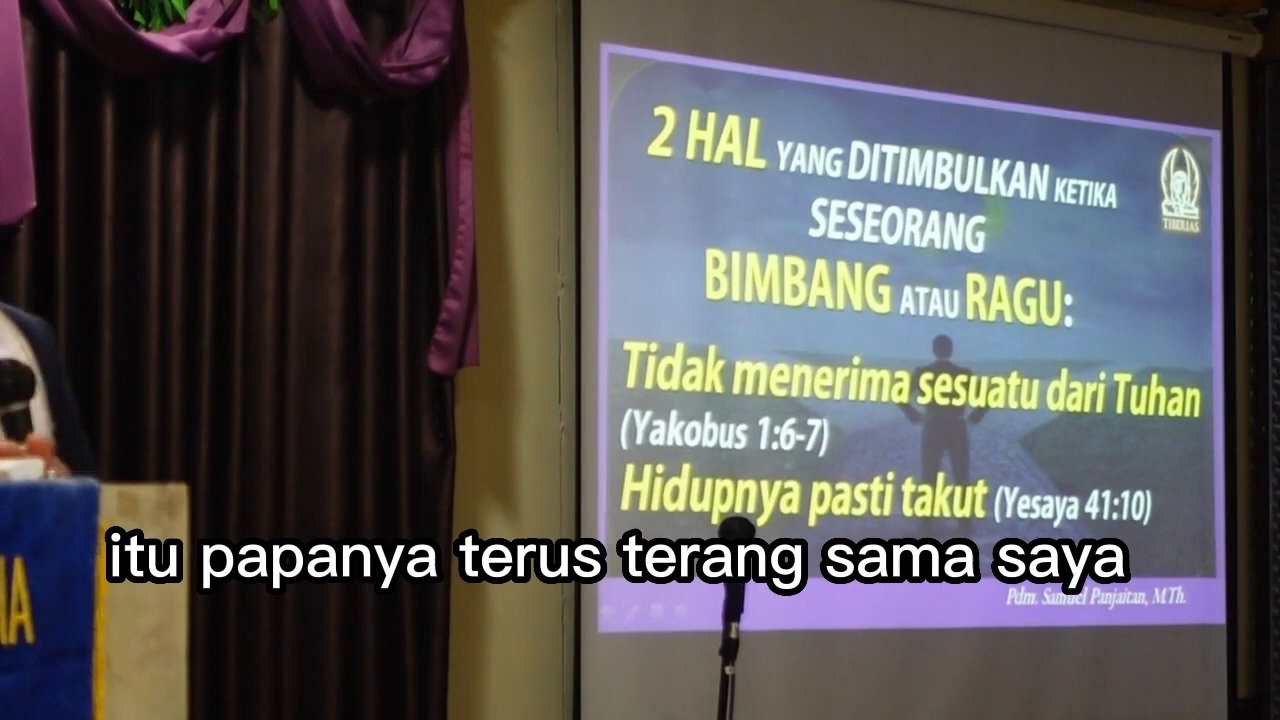 2 HAL YANG DITIMBULKAN KETIKA
SESEORANG
BIMBANG ATAU RAGU:
Tidak menerima sesuatu dari Tuhan
(Yakobus 1:6-7)
Hidupnya pasti takut (Yesaya 41:10)
TIBERIAS
Pdm. Samuel Panjaitan, M.Th.
itu papanya terus terang sama saya